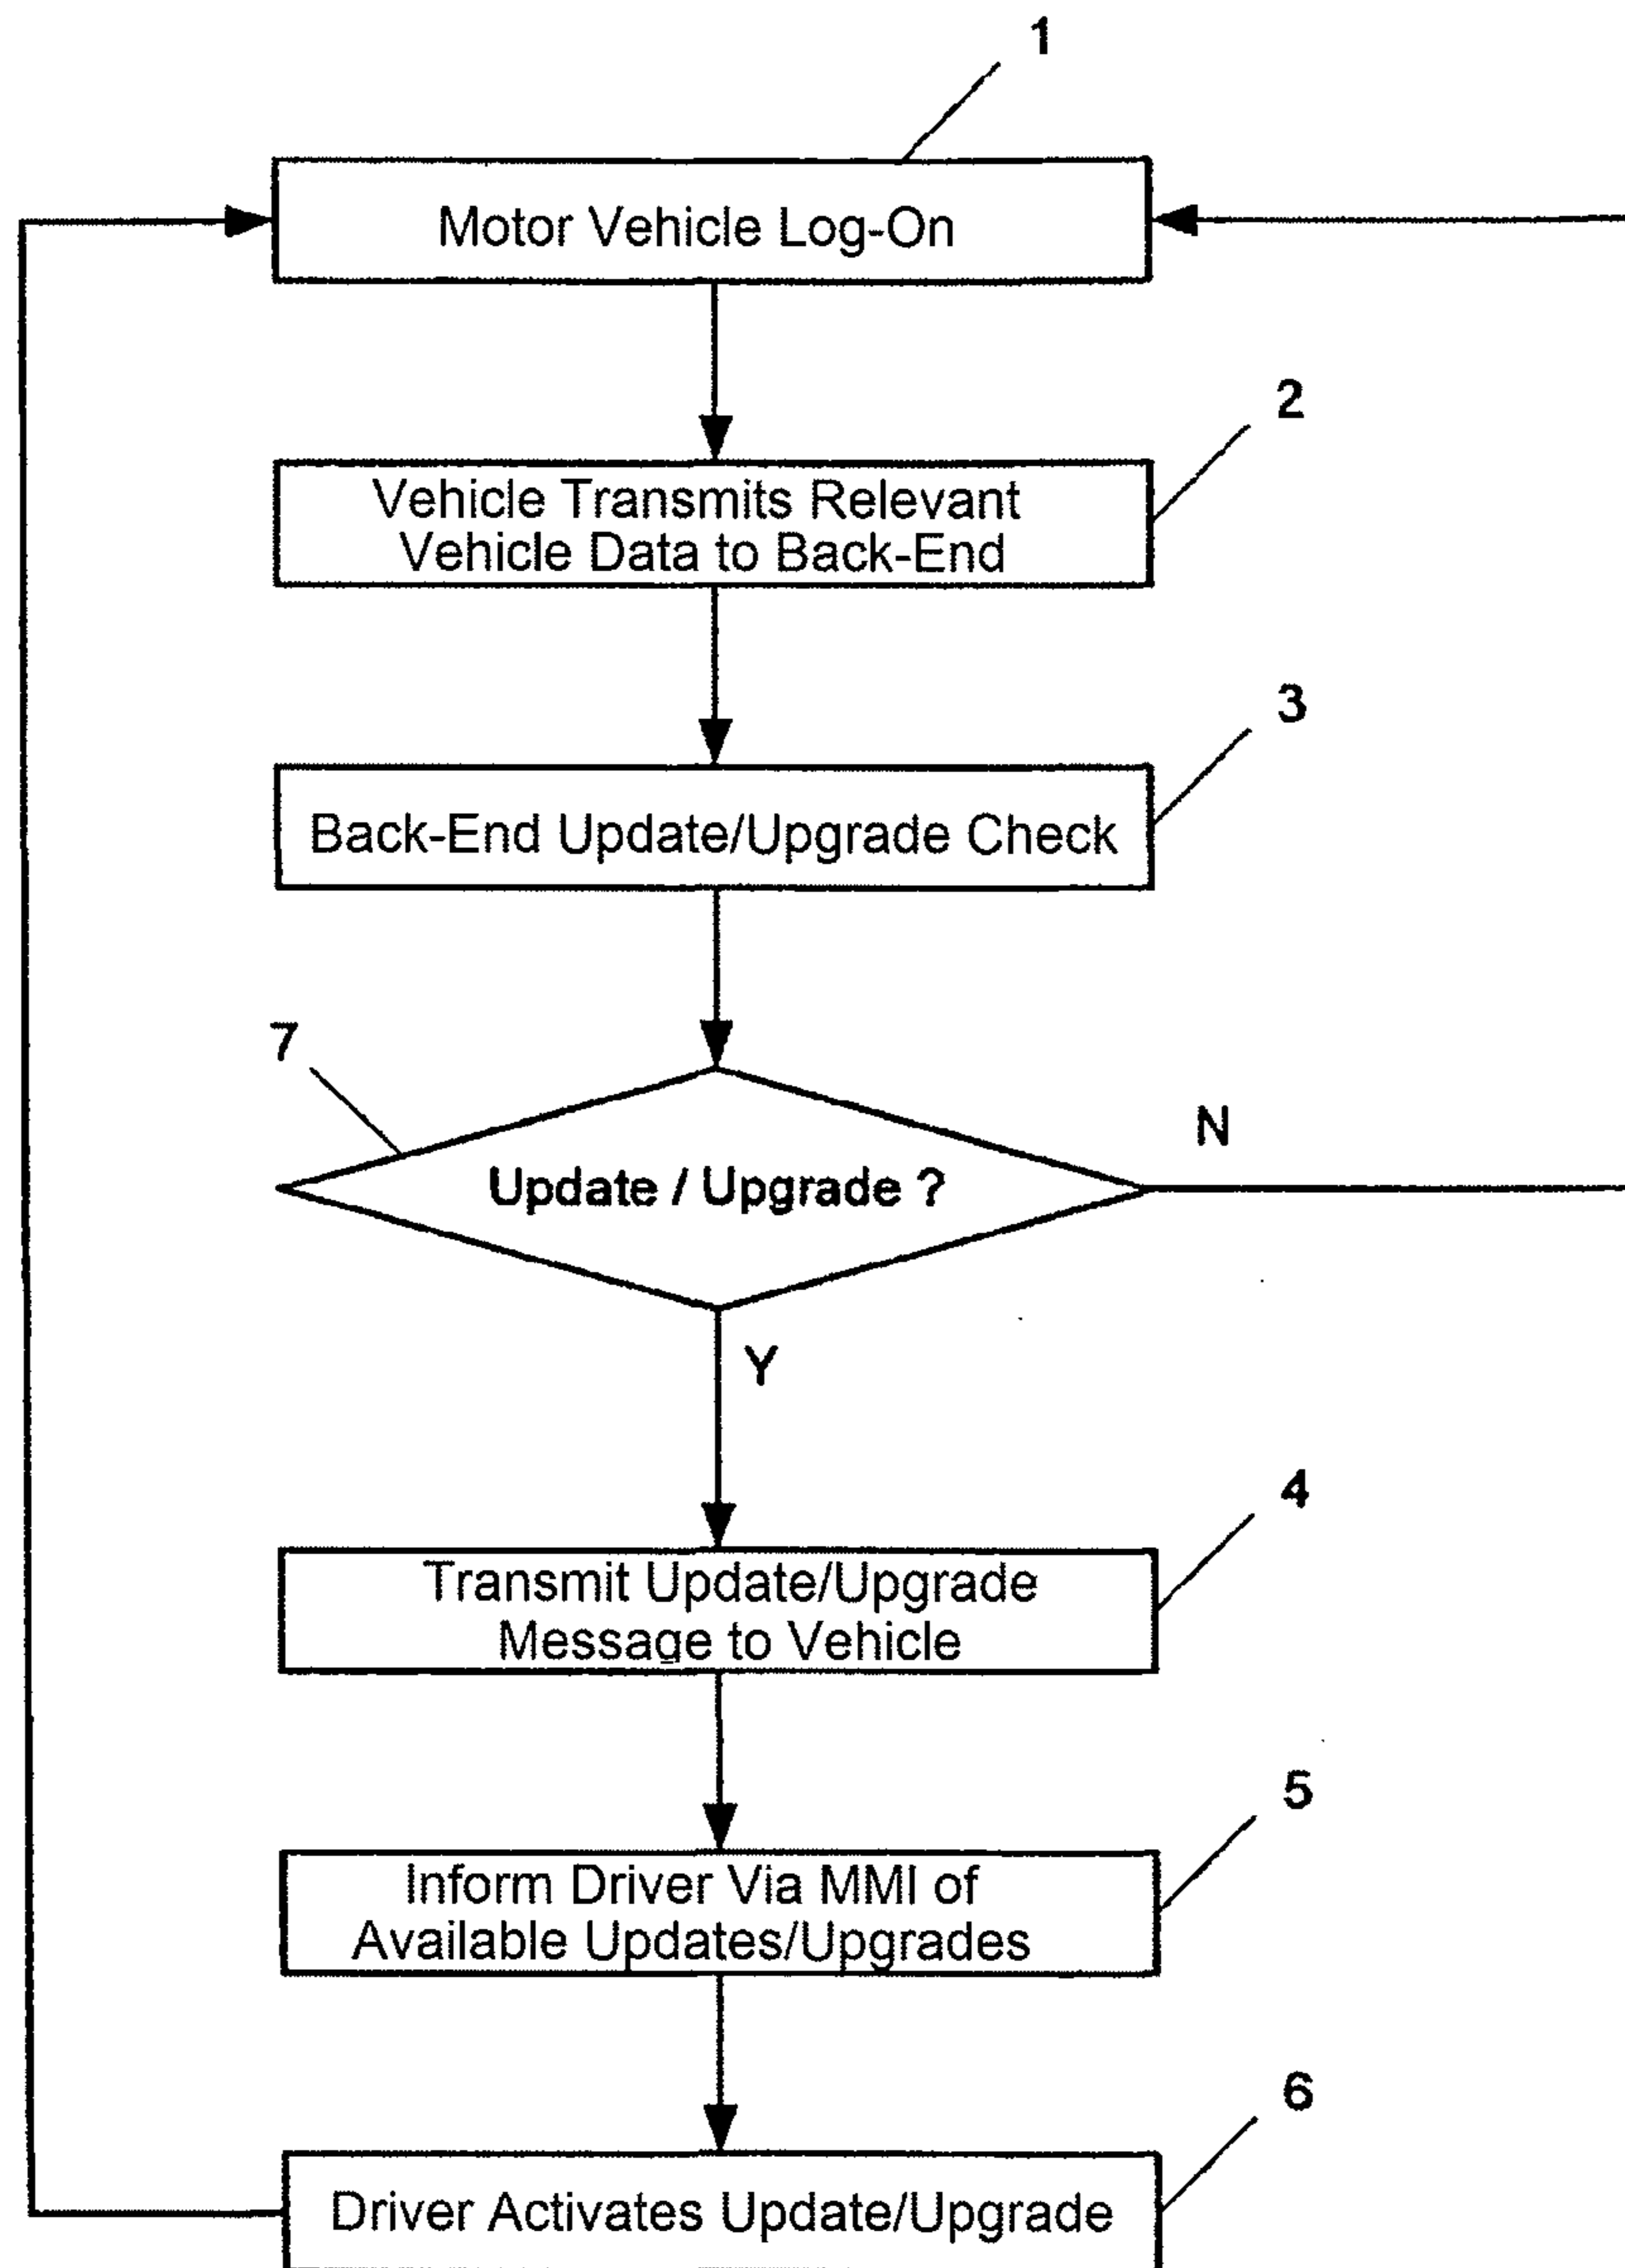 1
Motor Vehicle Log-On
2
Vehicle Transmits Relevant
Vehicle Data to Back-End
3
Back-End Update/Upgrade Check
7
N
Update / Upgrade ?
Y
4
Transmit Update/Upgrade
Message to Vehicle
5
Inform Driver Via MMI of
Available Updates/Upgrades
6
Driver Activates Update/Upgrade